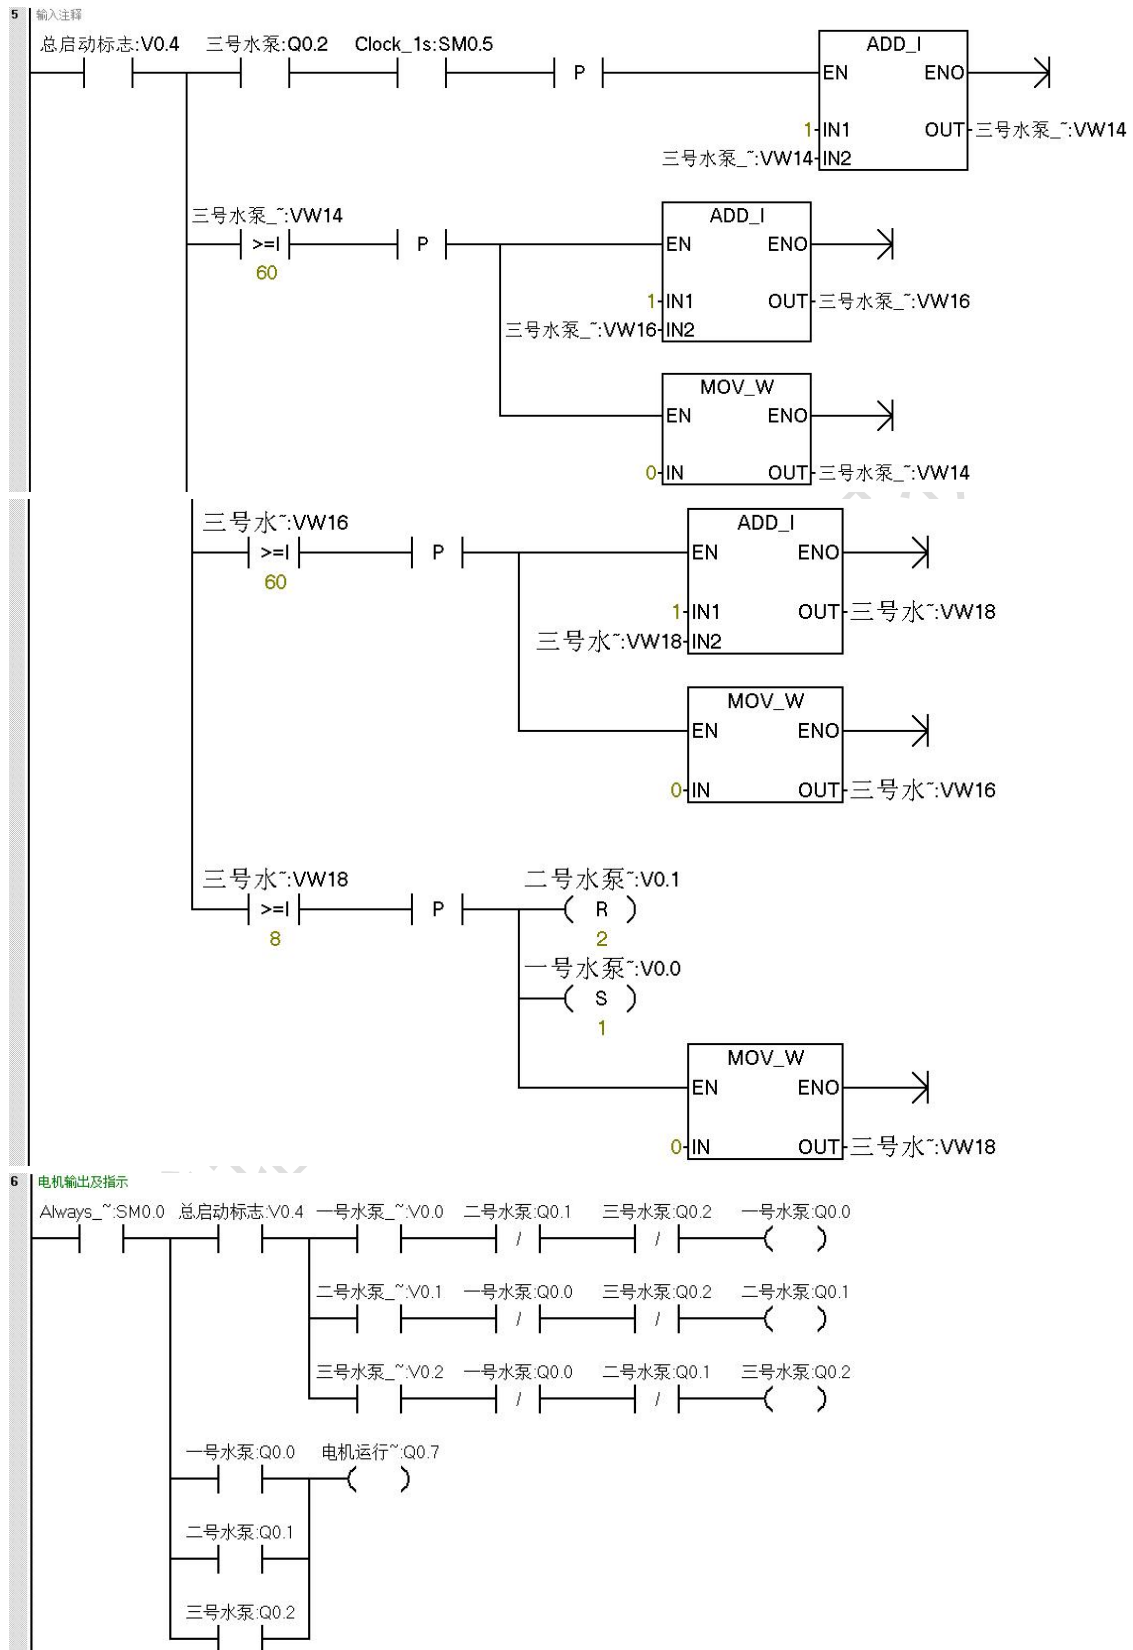 5 输入注释
总启动标志:V0.4 三号水泵:Q0.2 Clock_1s:SM0.5
ADD_I
P
EN ENO
1 IN1 OUT 三号水泵_~:VW14
三号水泵_~:VW14 IN2
三号水泵_~:VW14
ADD_I
>=I P EN ENO
60
1 IN1 OUT 三号水泵_~:VW16
三号水泵_~:VW16 IN2
MOV_W
EN ENO
0 IN OUT 三号水泵_~:VW14
三号水~:VW16
ADD_I
>=I P EN ENO
60
1 IN1 OUT 三号水~:VW18
三号水~:VW18 IN2
MOV_W
EN ENO
0 IN OUT 三号水~:VW16
三号水~:VW18 二号水泵~:V0.1
>=I P R
8 2
一号水泵~:V0.0
S
1
MOV_W
EN ENO
0 IN OUT 三号水~:VW18
6 电机输出及指示
Always_~:SM0.0 总启动标志:V0.4 一号水泵_~:V0.0 二号水泵:Q0.1 三号水泵:Q0.2 一号水泵:Q0.0
/ /
二号水泵_~:V0.1 一号水泵:Q0.0 三号水泵:Q0.2 二号水泵:Q0.1
/ /
三号水泵_~:V0.2 一号水泵:Q0.0 二号水泵:Q0.1 三号水泵:Q0.2
/ /
一号水泵:Q0.0 电机运行~:Q0.7
二号水泵:Q0.1
三号水泵:Q0.2